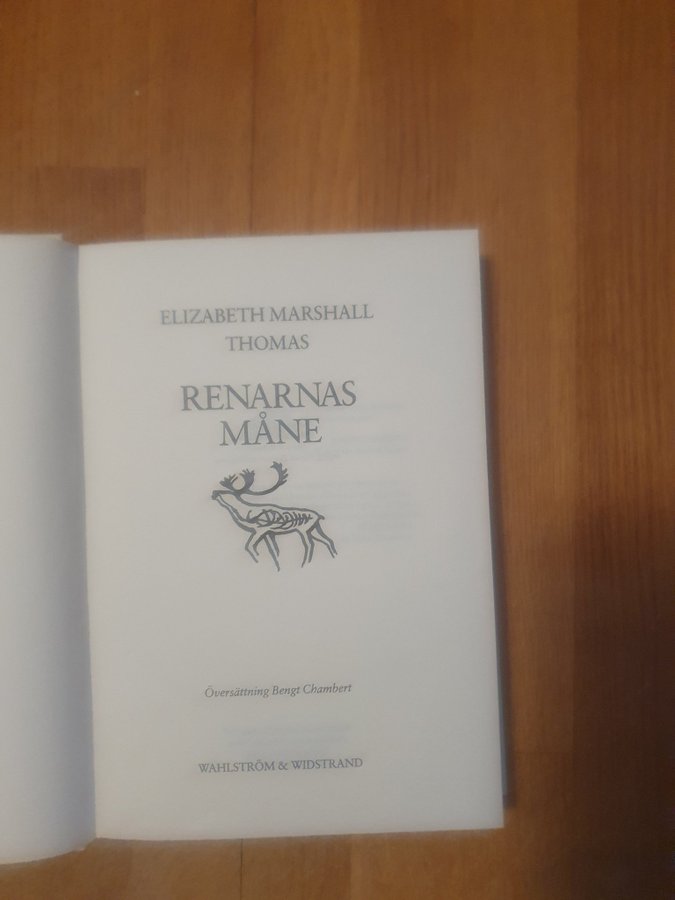 ELIZABETH MARSHALL
THOMAS
RENARNAS
MÅNE
Översättning Bengt Chambert
WAHLSTRÖM & WIDSTRAND